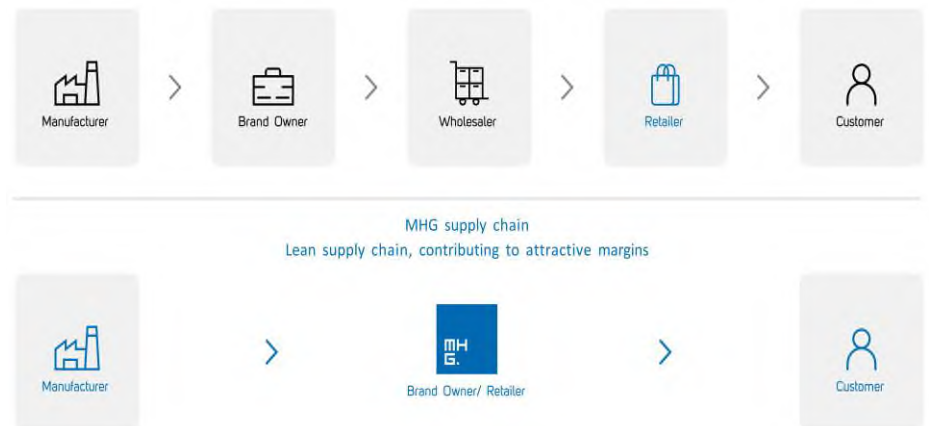 Manufacturer
Brand Owner
Wholesaler
Retailer
Customer
MHG supply chain
Lean supply chain, contributing to attractive margins
MH
G.
Manufacturer
Brand Owner/ Retailer
Customer